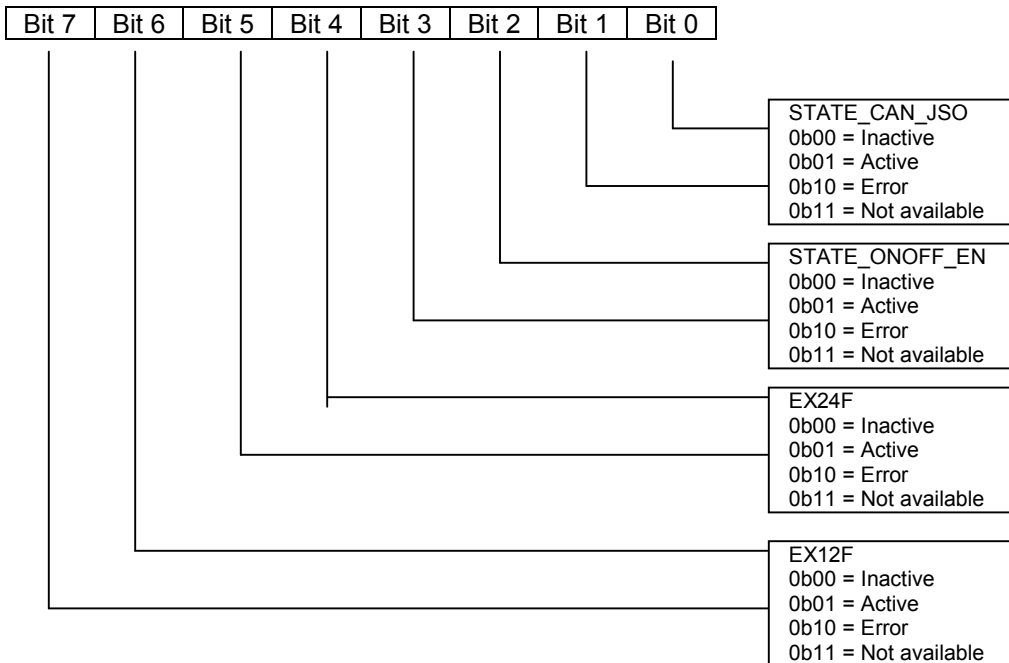 Bit 7 Bit 6 Bit 5 Bit 4 Bit 3 Bit 2 Bit 1 Bit 0
STATE_CAN_JSO
0b00 = Inactive
0b01 = Active
0b10 = Error
0b11 = Not available
STATE_ONOFF_EN
0b00 = Inactive
0b01 = Active
0b10 = Error
0b11 = Not available
EX24F
0b00 = Inactive
0b01 = Active
0b10 = Error
0b11 = Not available
EX12F
0b00 = Inactive
0b01 = Active
0b10 = Error
0b11 = Not available